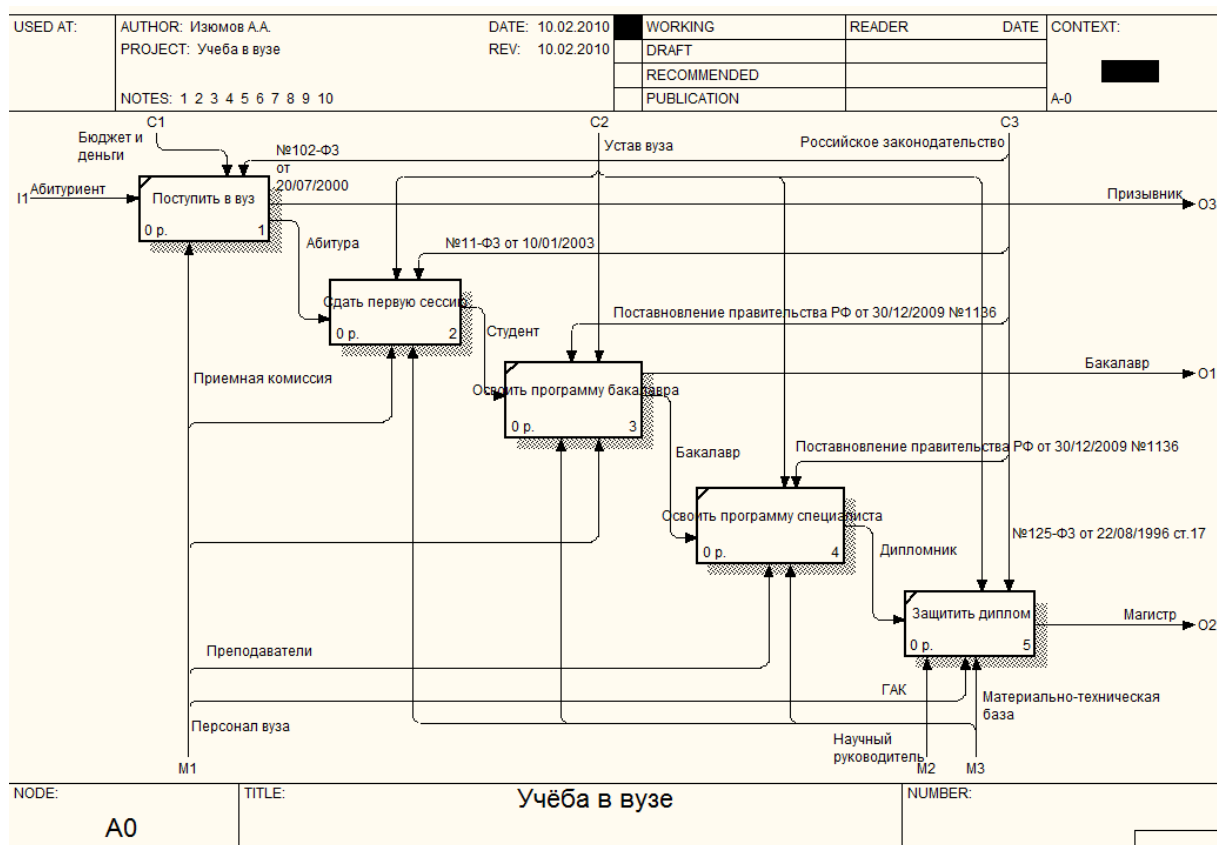 USED AT:
AUTHOR: Изюмов А.А.
DATE: 10.02.2010
WORKING
READER
DATE
CONTEXT:
PROJECT: Учеба в вузе
REV: 10.02.2010
DRAFT
RECOMMENDED
NOTES: 1 2 3 4 5 6 7 8 9 10
PUBLICATION
A-0
C1
C2
C3
Бюджет и
деньги
№102-ФЗ
от
20/07/2000
Устав вуза
Российское законодательство
I1
Абитуриент
Поступить в вуз
0 р.
1
Призывник
O3
Абитура
№11-ФЗ от 10/01/2003
Сдать первую сессию
0 р.
2
Студент
Поставновление правительства РФ от 30/12/2009 №1136
Приемная комиссия
Освоить программу бакалавра
0 р.
3
Бакалавр
O1
Бакалавр
Поставновление правительства РФ от 30/12/2009 №1136
Освоить программу специалиста
0 р.
4
Дипломник
№125-ФЗ от 22/08/1996 ст.17
Защитить диплом
0 р.
5
Магистр
O2
Преподаватели
ГАК
Материально-техническая
база
Персонал вуза
Научный
руководитель
M1
M2
M3
NODE:
TITLE:
Учёба в вузе
NUMBER:
A0